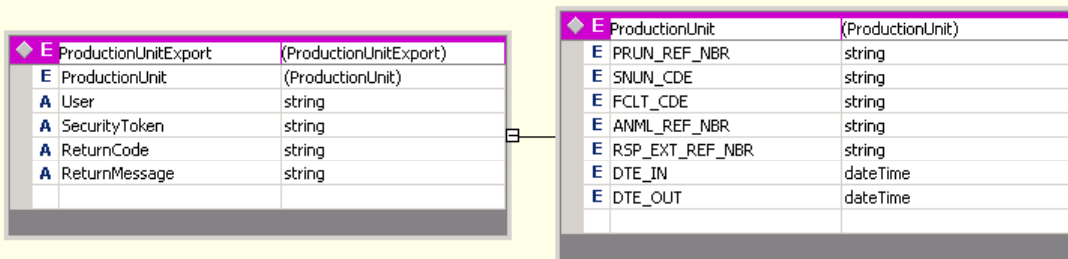 E ProductionUnitExport (ProductionUnitExport)
E ProductionUnit (ProductionUnit)
A User string
A SecurityToken string
A ReturnCode string
A ReturnMessage string
E ProductionUnit (ProductionUnit)
E PRUN_REF_NBR string
E SNUN_CDE string
E FCLT_CDE string
E ANML_REF_NBR string
E RSP_EXT_REF_NBR string
E DTE_IN dateTime
E DTE_OUT dateTime